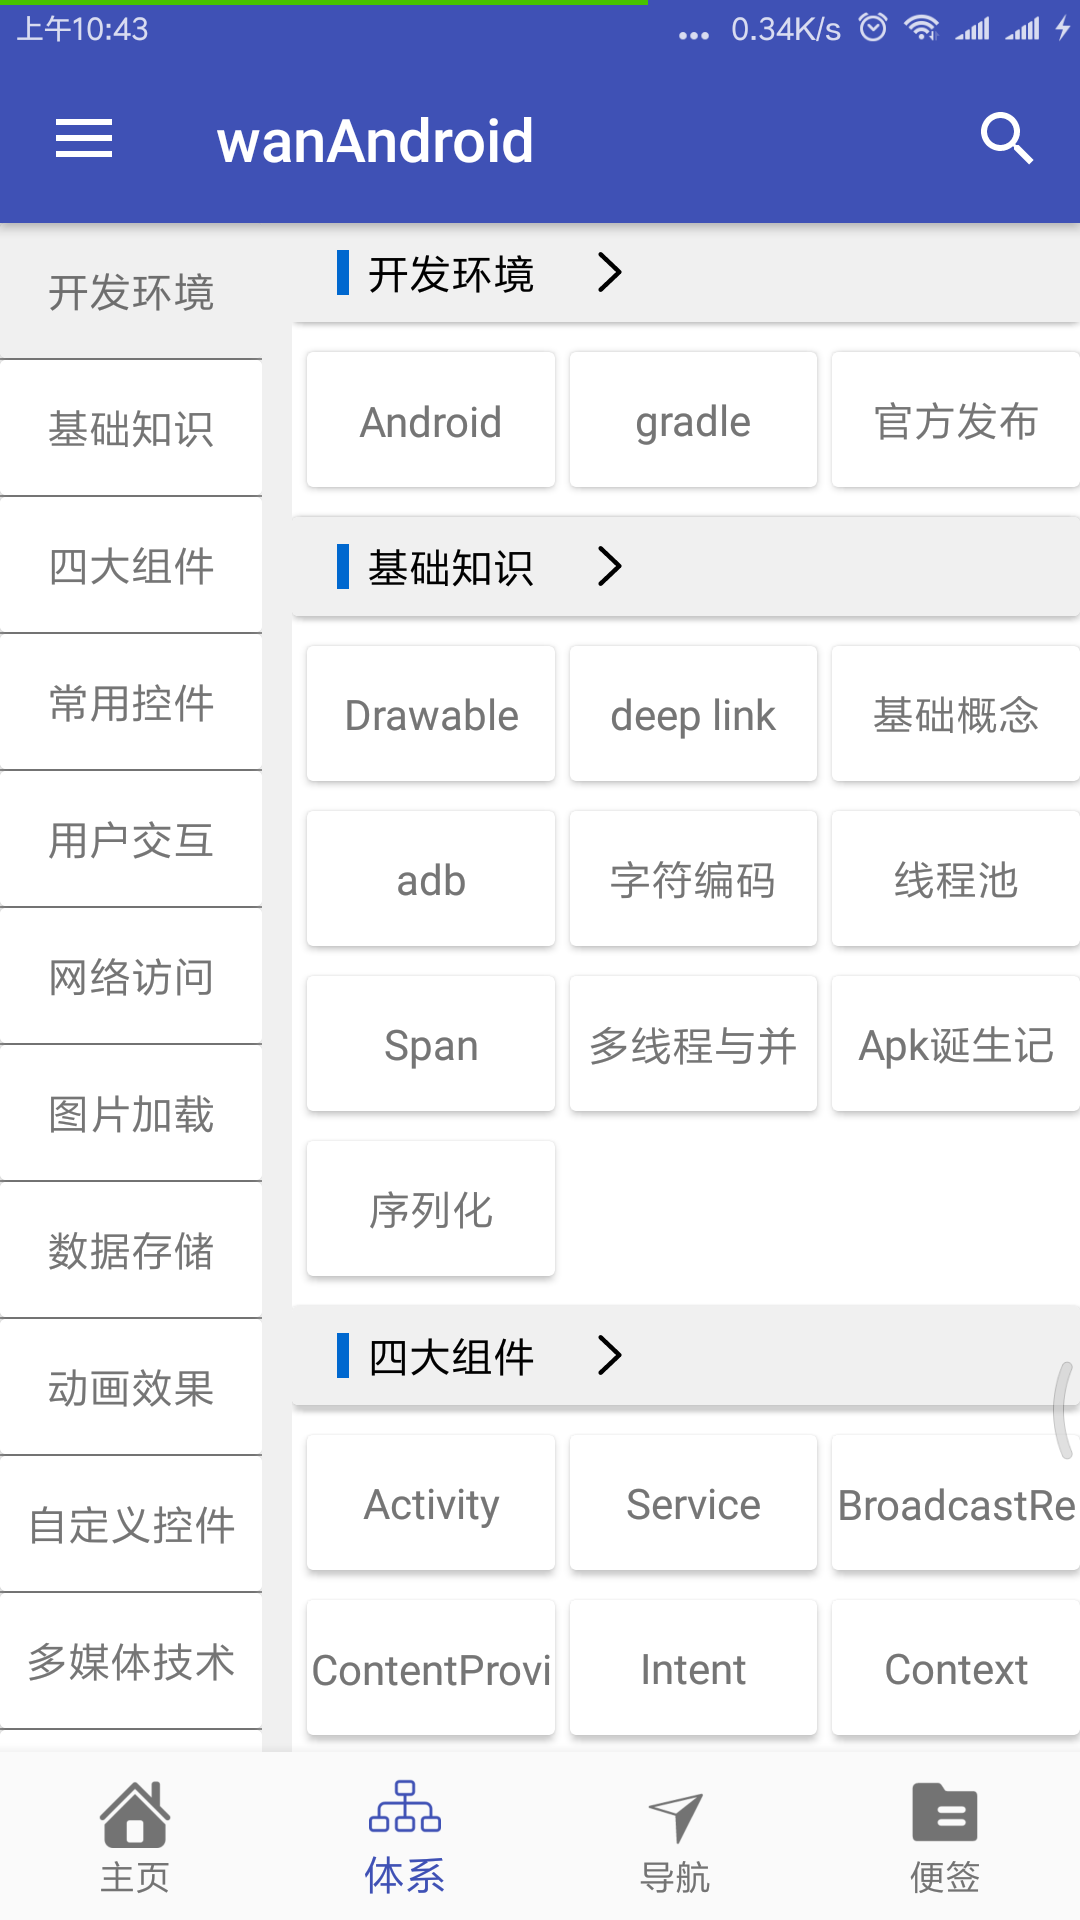 上午10:43
... 0.34K/s
wanAndroid
开发环境
基础知识
四大组件
常用控件
用户交互
网络访问
图片加载
数据存储
动画效果
自定义控件
多媒体技术
开发环境
Android gradle 官方发布
基础知识
Drawable deep link 基础概念
adb 字符编码 线程池
Span 多线程与并 Apk诞生记
序列化
四大组件
Activity Service BroadcastRe
ContentProvi Intent Context
主页 体系 导航 便签